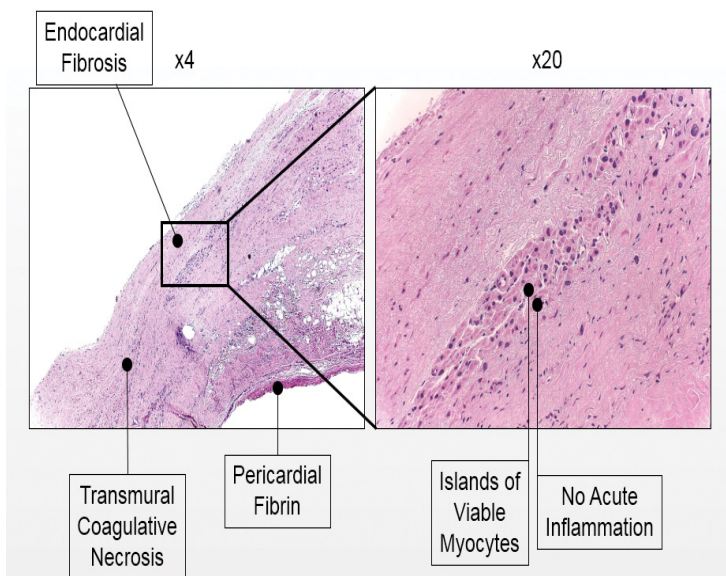 Endocardial
Fibrosis
x4
x20
Transmural
Coagulative
Necrosis
Pericardial
Fibrin
Islands of
Viable
Myocytes
No Acute
Inflammation